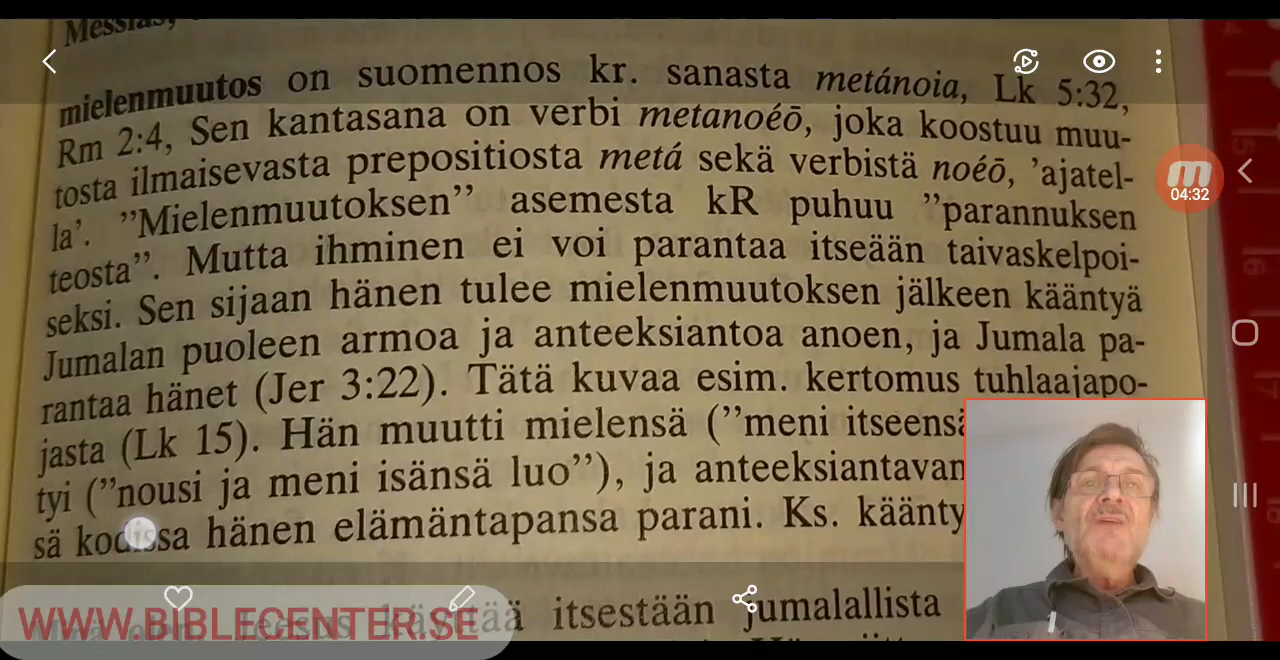 Messias,
mielenmuutos on suomennos kr. sanasta metánoia, Lk 5:32,
Rm 2:4, Sen kantasana on verbi metanoéō, joka koostuu muu-
tosta ilmaisevasta prepositiosta metá sekä verbistä noéō, ’ajatel-
la’. ”Mielenmuutoksen” asemesta kR puhuu ”parannuksen
teosta”. Mutta ihminen ei voi parantaa itseään taivaskelpoi-
seksi. Sen sijaan hänen tulee mielenmuutoksen jälkeen kääntyä
Jumalan puoleen armoa ja anteeksiantoa anoen, ja Jumala pa-
rantaa hänet (Jer 3:22). Tätä kuvaa esim. kertomus tuhlaajapo-
jasta (Lk 15). Hän muutti mielensä (”meni itseensä
tyi (”nousi ja meni isänsä luo”), ja anteeksiantavan
sä kodissa hänen elämäntapansa parani. Ks. käänty
itsestään jumalallista
WWW.BIBLECENTER.SE
04:32